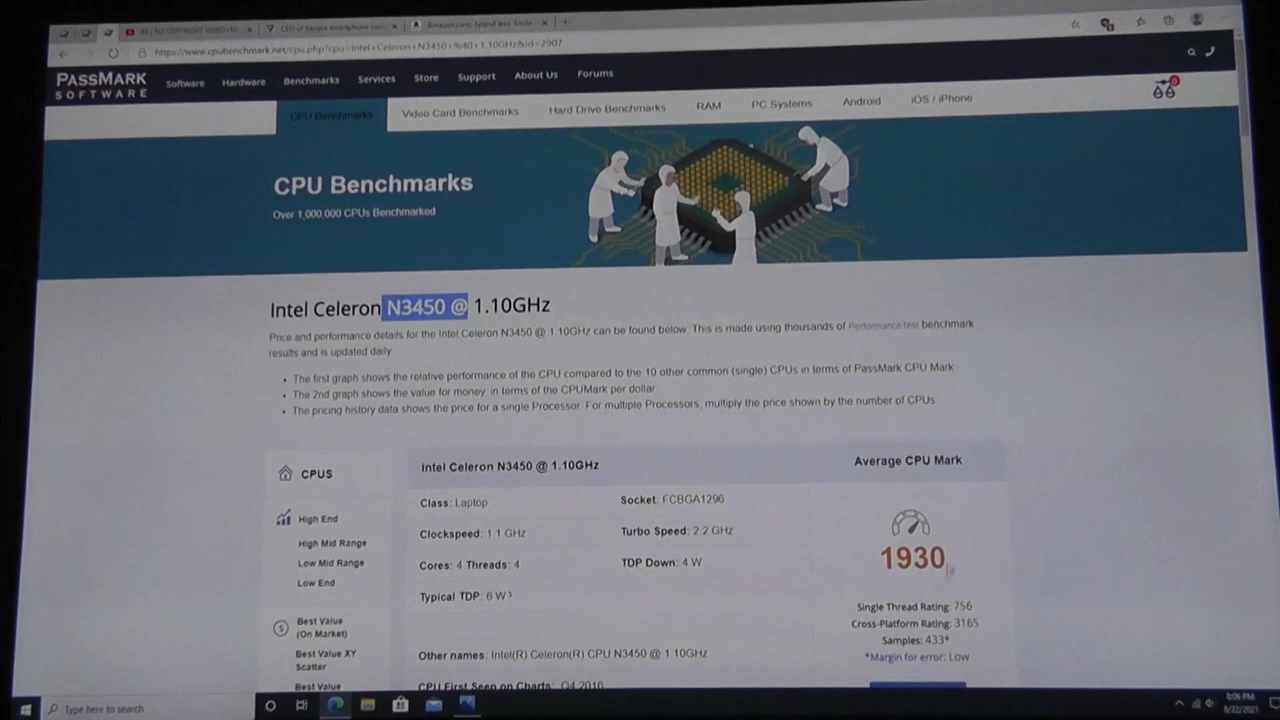 https://www.cpubenchmark.net/cpu.php?cpu=Intel+Celeron+N3450+%40+1.10GHz&id=2907
PASSMARK
SOFTWARE
Software Hardware Benchmarks Services Store Support About Us Forums
CPU Benchmarks Video Card Benchmarks Hard Drive Benchmarks RAM PC Systems Android iOS / iPhone
CPU Benchmarks
Over 1,000,000 CPUs Benchmarked
Intel Celeron N3450 @ 1.10GHz
Price and performance details for the Intel Celeron N3450 @ 1.10GHz can be found below. This is made using thousands of PerformanceTest benchmark
results and is updated daily.
• The first graph shows the relative performance of the CPU compared to the 10 other common (single) CPUs in terms of PassMark CPU Mark.
• The 2nd graph shows the value for money, in terms of the CPUMark per dollar.
• The pricing history data shows the price for a single Processor. For multiple Processors, multiply the price shown by the number of CPUs.
CPUS
High End
High Mid Range
Low Mid Range
Low End
Best Value
(On Market)
Best Value XY
Scatter
Best Value
Intel Celeron N3450 @ 1.10GHz
Class: Laptop
Socket: FCBGA1296
Clockspeed: 1.1 GHz
Turbo Speed: 2.2 GHz
Cores: 4 Threads: 4
TDP Down: 4 W
Typical TDP: 6 W³
Other names: Intel(R) Celeron(R) CPU N3450 @ 1.10GHz
CPU First Seen on Charts: Q4 2016
Average CPU Mark
1930
Single Thread Rating: 756
Cross-Platform Rating: 3165
Samples: 433*
*Margin for error: Low
Type here to search
8:06 PM
8/22/2021